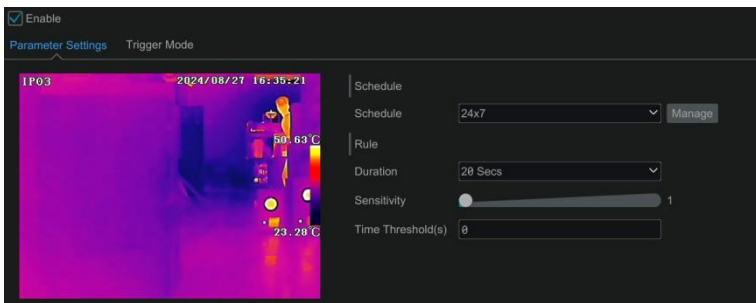 Enable
Parameter Settings Trigger Mode
IP03 2024/08/27 16:35:21
50.63℃
23.28℃
Schedule
Schedule 24x7 Manage
Rule
Duration 20 Secs
Sensitivity 1
Time Threshold(s) 0